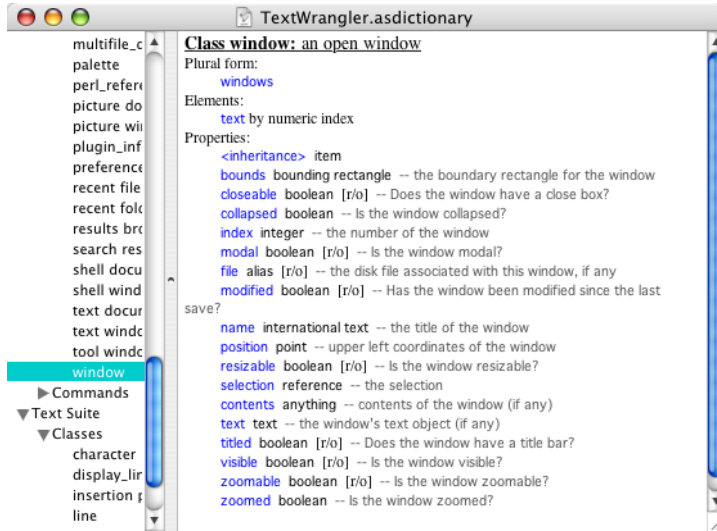 TextWrangler.asdictionary
multifile_c
palette
perl_refere
picture do
picture wi
plugin_inf
preference
recent file
recent fold
results bro
search res
shell docu
shell wind
text docur
text windo
tool windo
window
Commands
Text Suite
Classes
character
display_lin
insertion p
line
Class window: an open window
Plural form:
windows
Elements:
text by numeric index
Properties:
<inheritance> item
bounds bounding rectangle -- the boundary rectangle for the window
closeable boolean [r/o] -- Does the window have a close box?
collapsed boolean -- Is the window collapsed?
index integer -- the number of the window
modal boolean [r/o] -- Is the window modal?
file alias [r/o] -- the disk file associated with this window, if any
modified boolean [r/o] -- Has the window been modified since the last
save?
name international text -- the title of the window
position point -- upper left coordinates of the window
resizable boolean [r/o] -- Is the window resizable?
selection reference -- the selection
contents anything -- contents of the window (if any)
text text -- the window's text object (if any)
titled boolean [r/o] -- Does the window have a title bar?
visible boolean [r/o] -- Is the window visible?
zoomable boolean [r/o] -- Is the window zoomable?
zoomed boolean -- Is the window zoomed?